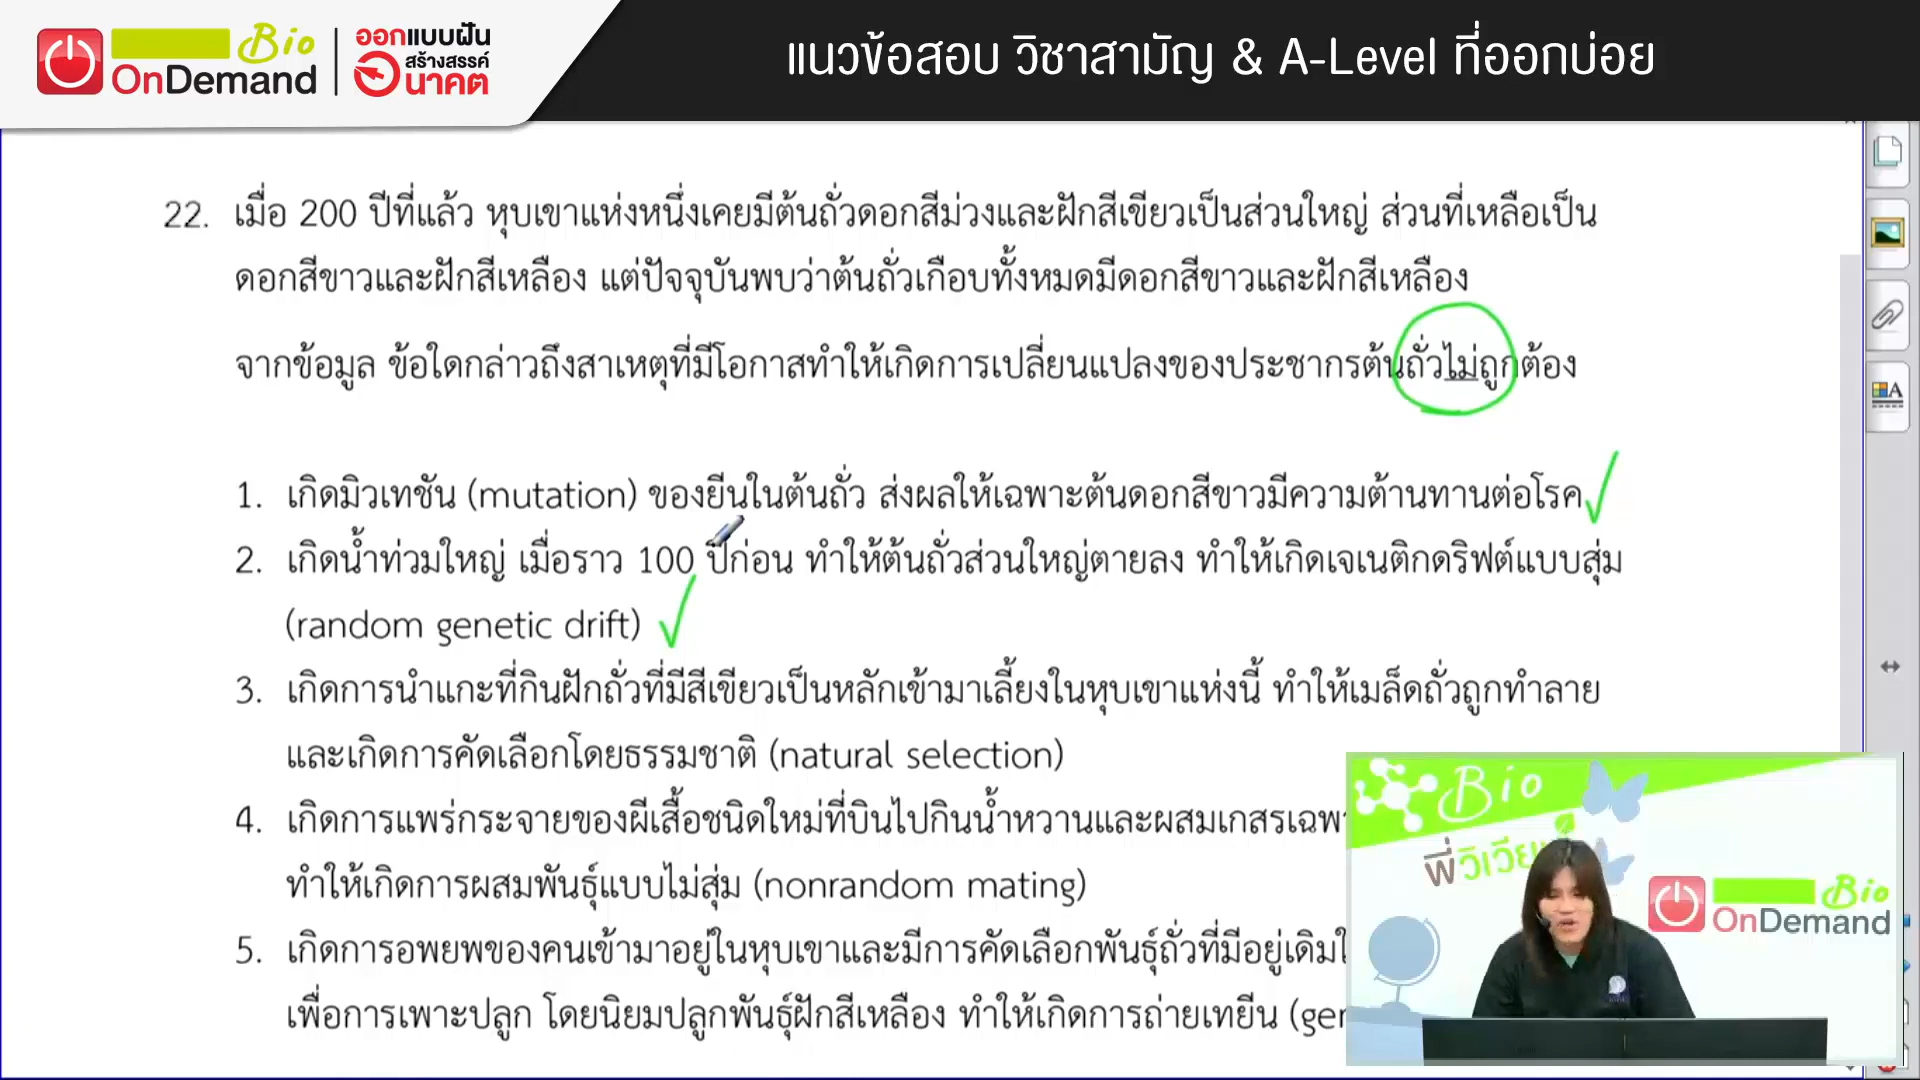 Bio
OnDemand
ออกแบบฝัน
สร้างสรรค์
อนาคต
แนวข้อสอบ วิชาสามัญ & A-Level ที่ออกบ่อย
22. เมื่อ 200 ปีที่แล้ว หุบเขาแห่งหนึ่งเคยมีต้นถั่วดอกสีม่วงและฝักสีเขียวเป็นส่วนใหญ่ ส่วนที่เหลือเป็น
ดอกสีขาวและฝักสีเหลือง แต่ปัจจุบันพบว่าต้นถั่วเกือบทั้งหมดมีดอกสีขาวและฝักสีเหลือง
จากข้อมูล ข้อใดกล่าวถึงสาเหตุที่มีโอกาสทำให้เกิดการเปลี่ยนแปลงของประชากรต้นถั่วไม่ถูกต้อง
1. เกิดมิวเทชัน (mutation) ของยีนในต้นถั่ว ส่งผลให้เฉพาะต้นดอกสีขาวมีความต้านทานต่อโรค
2. เกิดน้ำท่วมใหญ่ เมื่อราว 100 ปีก่อน ทำให้ต้นถั่วส่วนใหญ่ตายลง ทำให้เกิดเจเนติกดริฟต์แบบสุ่ม
(random genetic drift)
3. เกิดการนำแกะที่กินฝักถั่วที่มีสีเขียวเป็นหลักเข้ามาเลี้ยงในหุบเขาแห่งนี้ ทำให้เมล็ดถั่วถูกทำลาย
และเกิดการคัดเลือกโดยธรรมชาติ (natural selection)
4. เกิดการแพร่กระจายของผีเสื้อชนิดใหม่ที่บินไปกินน้ำหวานและผสมเกสรเฉพา
ทำให้เกิดการผสมพันธุ์แบบไม่สุ่ม (nonrandom mating)
5. เกิดการอพยพของคนเข้ามาอยู่ในหุบเขาและมีการคัดเลือกพันธุ์ถั่วที่มีอยู่เดิมใ
เพื่อการเพาะปลูก โดยนิยมปลูกพันธุ์ฝักสีเหลือง ทำให้เกิดการถ่ายเทยีน (gen
Bio
พี่วิเวียน
Bio
OnDemand